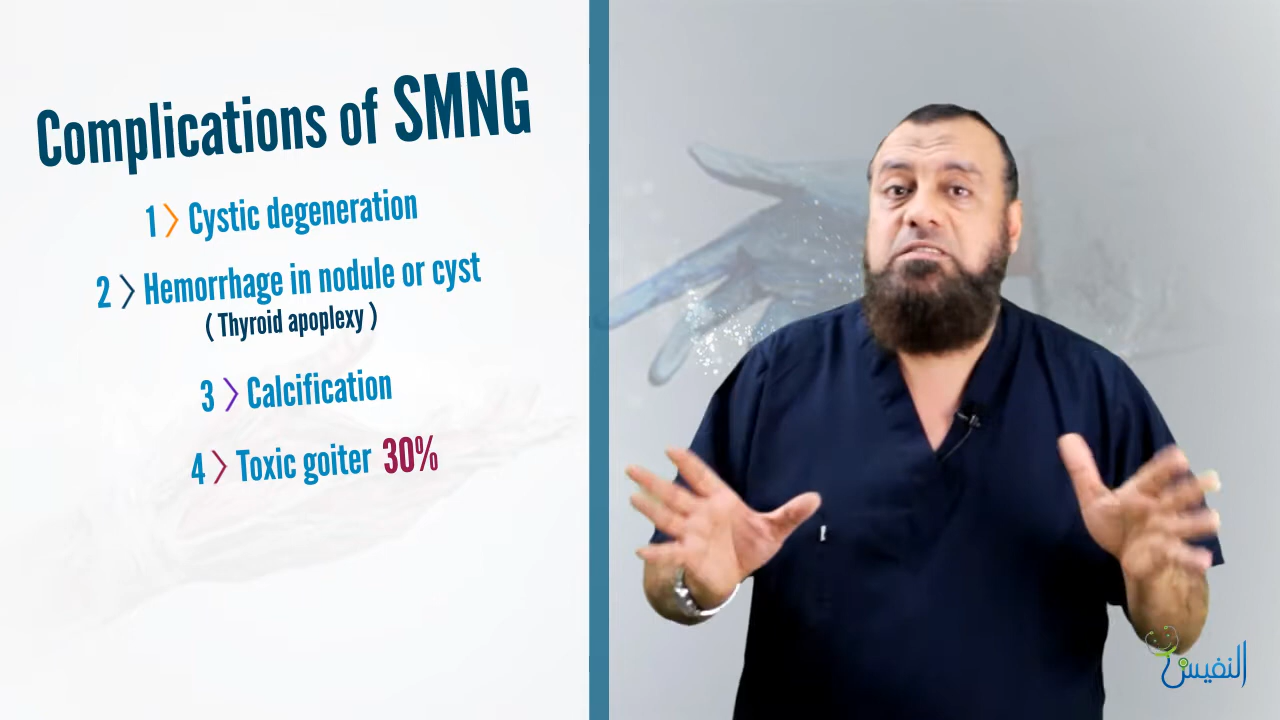 Complications of SMNG
1 〉 Cystic degeneration
2 〉 Hemorrhage in nodule or cyst
( Thyroid apoplexy )
3 〉 Calcification
4 〉 Toxic goiter 30%
النفيس